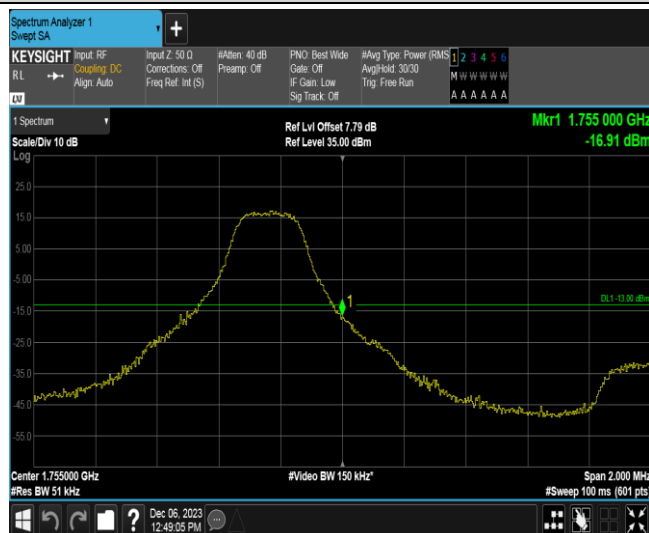 Spectrum Analyzer 1
Swept SA
KEYSIGHT
RL
Input: RF
Coupling: DC
Align: Auto
Input Z: 50 Ω
Corrections: Off
Freq Ref: Int (S)
#Atten: 40 dB
Preamp: Off
PNO: Best Wide
Gate: Off
IF Gain: Low
Sig Track: Off
#Avg Type: Power (RMS
Avg|Hold: 30/30
Trig: Free Run
1 2 3 4 5 6
M W W W W W
A A A A A A
LXI
1 Spectrum
Scale/Div 10 dB
Ref Lvl Offset 7.79 dB
Ref Level 35.00 dBm
Mkr1 1.755 000 GHz
-16.91 dBm
Log
25.0
15.0
5.00
-5.00
-15.0
-25.0
-35.0
-45.0
-55.0
1
DL1 -13.00 dBm
Center 1.755000 GHz
#Res BW 51 kHz
#Video BW 150 kHz*
Span 2.000 MHz
#Sweep 100 ms (601 pts)
?
Dec 06, 2023
12:49:05 PM